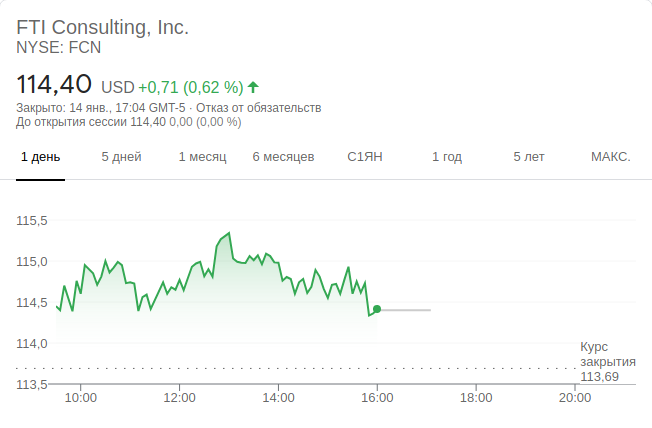 FTI Consulting, Inc.
NYSE: FCN
114,40 USD +0,71 (0,62 %)
Закрыто: 14 янв., 17:04 GMT-5 · Отказ от обязательств
До открытия сессии 114,40 0,00 (0,00 %)
1 день 5 дней 1 месяц 6 месяцев С1ЯН 1 год 5 лет МАКС.
115,5
115,0
114,5
114,0
Курс
закрытия
113,69
113,5
10:00 12:00 14:00 16:00 18:00 20:00